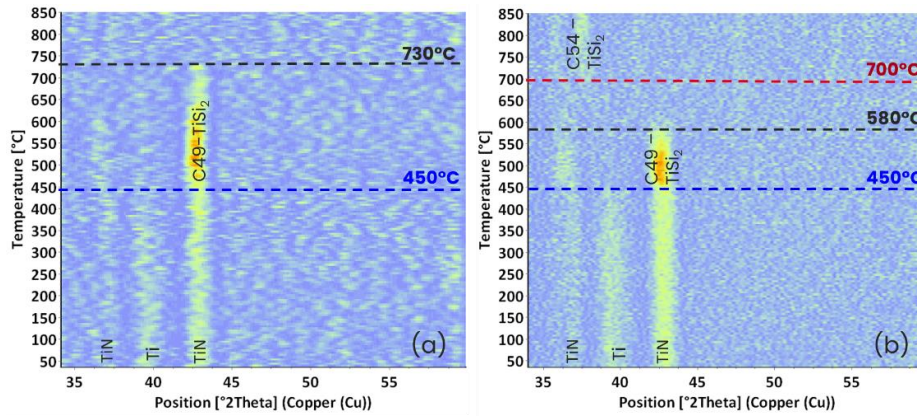 850
800
750
700
650
600
550
500
450
400
350
300
250
200
150
100
50
Temperature [°C]
730°C
C49-TiSi₂
450°C
TiN
Ti
TiN
(a)
35
40
45
50
55
Position [°2Theta] (Copper (Cu))
850
800
750
700
650
600
550
500
450
400
350
300
250
200
150
100
50
Temperature [°C]
C54 –
TiSi₂
700°C
580°C
C49 –
TiSi₂
450°C
TiN
Ti
TiN
(b)
35
40
45
50
55
Position [°2Theta] (Copper (Cu))